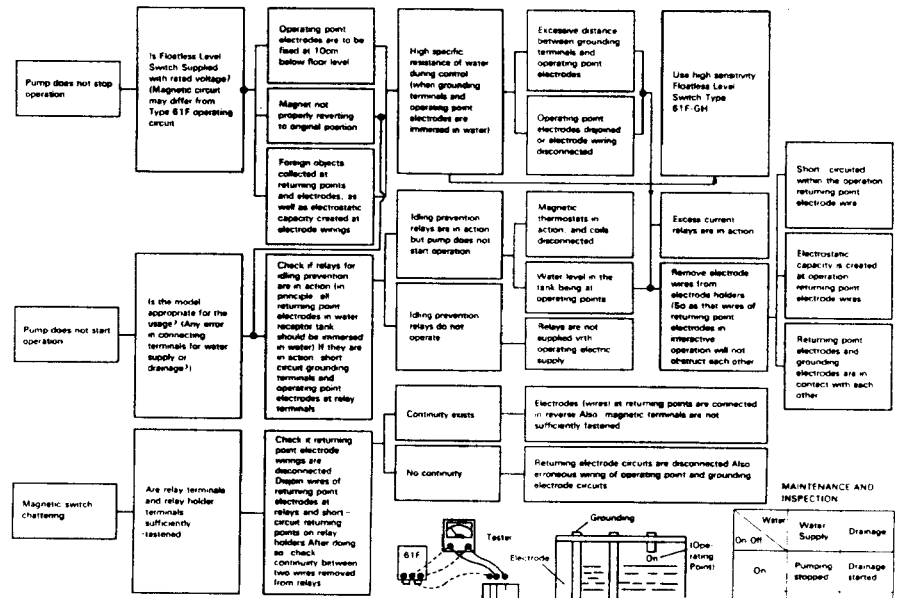 Pump does not stop
operation
Is Floatless Level
Switch Supplied
with rated voltage?
(Magnetic circuit
may differ from
Type 61F operating
circuit
Operating point
electrodes are to be
fixed at 10cm
below floor level
Magnet not
properly reverting
to original position
Foreign objects
collected at
returning points
and electrodes, as
well as electrostatic
capacity created at
electrode wirings
High specific
resistance of water
during control
(when grounding
terminals and
operating point
electrodes are
immersed in water)
Excessive distance
between grounding
terminals and
operating point
electrodes
Operating point
electrodes disjoined
or electrode wiring
disconnected
Use high sensitivity
Floatless Level
Switch Type
61F-GH
Pump does not start
operation
Is the model
appropriate for the
usage? (Any error
in connecting
terminals for water
supply or
drainage?)
Check if relays for
idling prevention
are in action (in
principle all
returning point
electrodes in water
receptor tank
should be immersed
in water) If they are
in action short
circuit grounding
terminals and
operating point
electrodes at relay
terminals
Idling prevention
relays are in action
but pump does not
start operation
Idling prevention
relays do not
operate
Magnetic
thermostats in
action, and coils
disconnected
Water level in the
tank being at
operating points
Relays are not
supplied with
operating electric
supply
Excess current
relays are in action
Remove electrode
wires from
electrode holders
(So as that wires of
returning point
electrodes in
interactive
operation will not
obstruct each other
Short circuited
within the operation
returning point
electrode wire
Electrostatic
capacity is created
at operation
returning point
electrode wires
Returning point
electrodes and
grounding
electrodes are in
contact with each
other
Magnetic switch
chattering
Are relay terminals
and relay holder
terminals
sufficiently
fastened
Check if returning
point electrode
wirings are
disconnected
Disjoin wires of
returning point
electrodes at
relays and short-
circuit returning
points on relay
holders After doing
so check
continuity between
two wires removed
from relays
Continuity exists
Electrodes (wires) at returning points are connected
in reverse Also magnetic terminals are not
sufficiently fastened
No continuity
Returning electrode circuits are disconnected Also
erroneous wiring of operating point and grounding
electrode circuits
61F
Tester
Grounding
Electrode
On
(Ope-
rating
Point)
MAINTENANCE AND
INSPECTION
Water
On Off
Water
Supply
Drainage
On
Pumping
stopped
Drainage
started